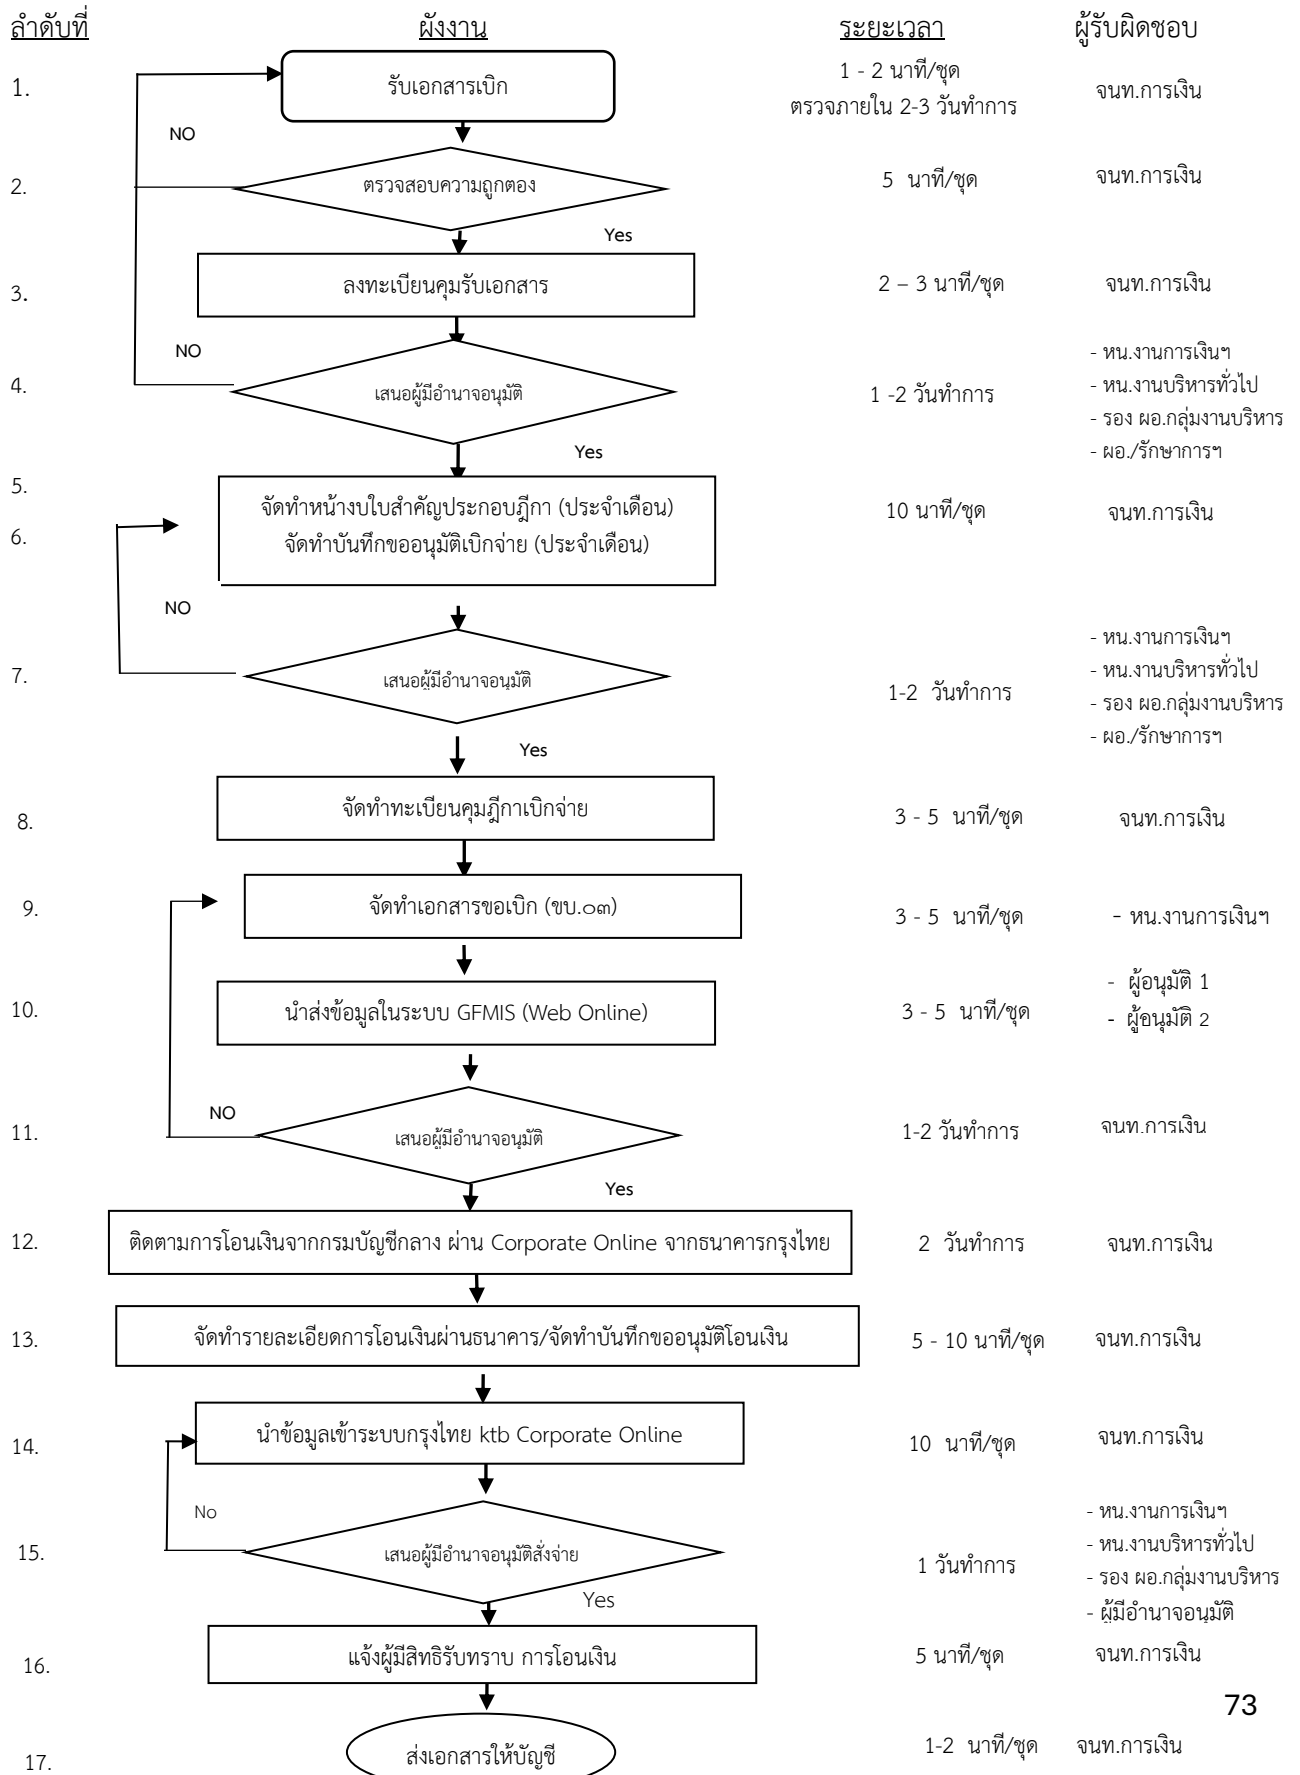 ลำดับที่ ผังงาน ระยะเวลา ผู้รับผิดชอบ
1. รับเอกสารเบิก 1 - 2 นาที/ชุด จนท.การเงิน
ตรวจภายใน 2-3 วันทำการ
NO
2. ตรวจสอบความถูกตอง 5 นาที/ชุด จนท.การเงิน
Yes
3. ลงทะเบียนคุมรับเอกสาร 2 – 3 นาที/ชุด จนท.การเงิน
NO
4. เสนอผู้มีอำนาจอนุมัติ 1 -2 วันทำการ
- หน.งานการเงินฯ
- หน.งานบริหารทั่วไป
- รอง ผอ.กลุ่มงานบริหาร
- ผอ./รักษาการฯ
Yes
5. จัดทำหน้างบใบสำคัญประกอบฎีกา (ประจำเดือน) 10 นาที/ชุด จนท.การเงิน
6. จัดทำบันทึกขออนุมัติเบิกจ่าย (ประจำเดือน)
NO
7. เสนอผู้มีอำนาจอนุมัติ 1-2 วันทำการ
- หน.งานการเงินฯ
- หน.งานบริหารทั่วไป
- รอง ผอ.กลุ่มงานบริหาร
- ผอ./รักษาการฯ
Yes
8. จัดทำทะเบียนคุมฎีกาเบิกจ่าย 3 - 5 นาที/ชุด จนท.การเงิน
9. จัดทำเอกสารขอเบิก (ขบ.๐๓) 3 - 5 นาที/ชุด - หน.งานการเงินฯ
10. นำส่งข้อมูลในระบบ GFMIS (Web Online) 3 - 5 นาที/ชุด
- ผู้อนุมัติ 1
- ผู้อนุมัติ 2
NO
11. เสนอผู้มีอำนาจอนุมัติ 1-2 วันทำการ จนท.การเงิน
Yes
12. ติดตามการโอนเงินจากกรมบัญชีกลาง ผ่าน Corporate Online จากธนาคารกรุงไทย 2 วันทำการ จนท.การเงิน
13. จัดทำรายละเอียดการโอนเงินผ่านธนาคาร/จัดทำบันทึกขออนุมัติโอนเงิน 5 - 10 นาที/ชุด จนท.การเงิน
14. นำข้อมูลเข้าระบบกรุงไทย ktb Corporate Online 10 นาที/ชุด จนท.การเงิน
No
15. เสนอผู้มีอำนาจอนุมัติสั่งจ่าย 1 วันทำการ
- หน.งานการเงินฯ
- หน.งานบริหารทั่วไป
- รอง ผอ.กลุ่มงานบริหาร
- ผู้มีอำนาจอนุมัติ
Yes
16. แจ้งผู้มีสิทธิรับทราบ การโอนเงิน 5 นาที/ชุด จนท.การเงิน
73
17. ส่งเอกสารให้บัญชี 1-2 นาที/ชุด จนท.การเงิน